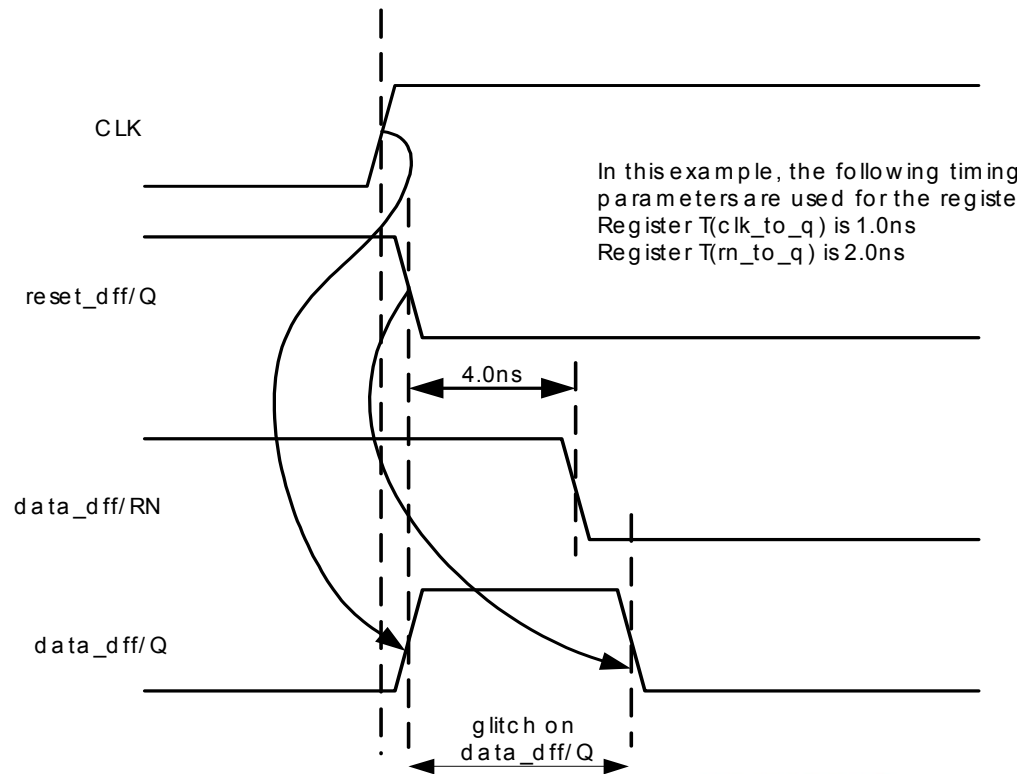 CLK
In this example, the following timing
parameters are used for the registe
Register T(clk_to_q) is 1.0ns
Register T(rn_to_q) is 2.0ns
reset_dff/Q
4.0ns
data_dff/RN
data_dff/Q
glitch on
data_dff/Q